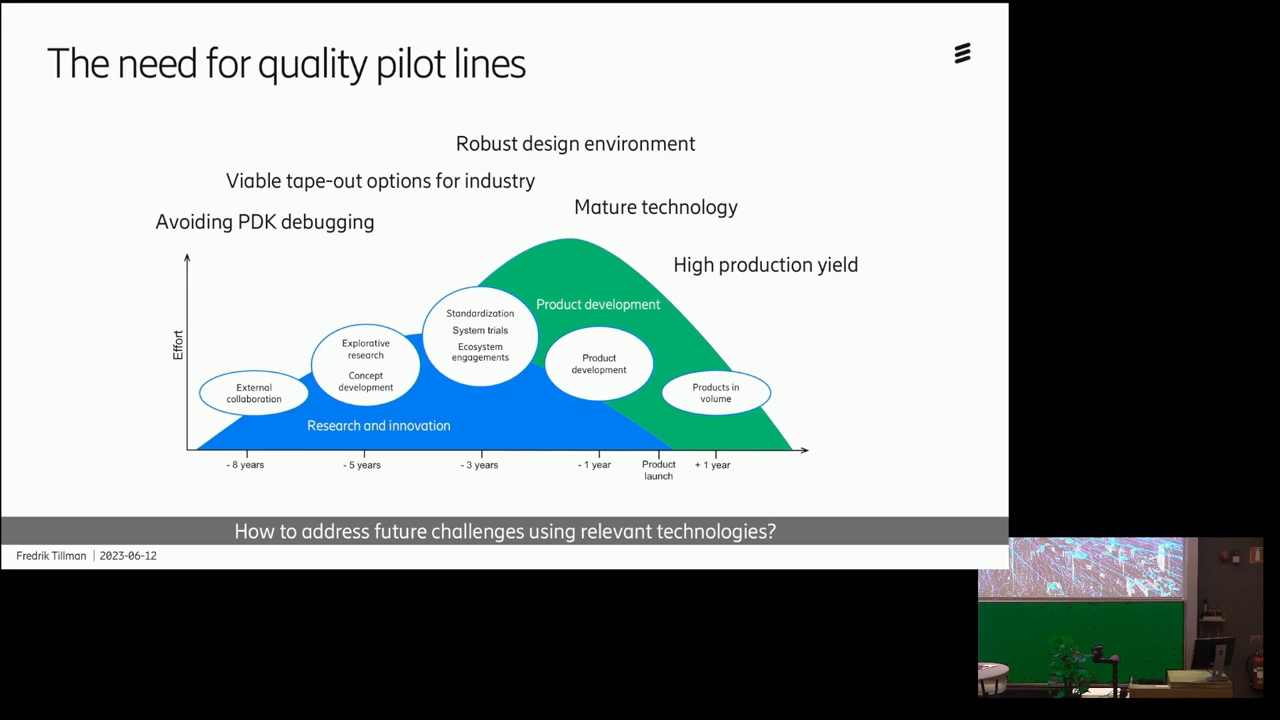 The need for quality pilot lines
Robust design environment
Viable tape-out options for industry
Mature technology
Avoiding PDK debugging
High production yield
Effort
Product development
Standardization
System trials
Ecosystem
engagements
Explorative
research
Concept
development
Product
development
External
collaboration
Products in
volume
Research and innovation
- 8 years
- 5 years
- 3 years
- 1 year
Product
launch
+ 1 year
How to address future challenges using relevant technologies?
Fredrik Tillman | 2023-06-12